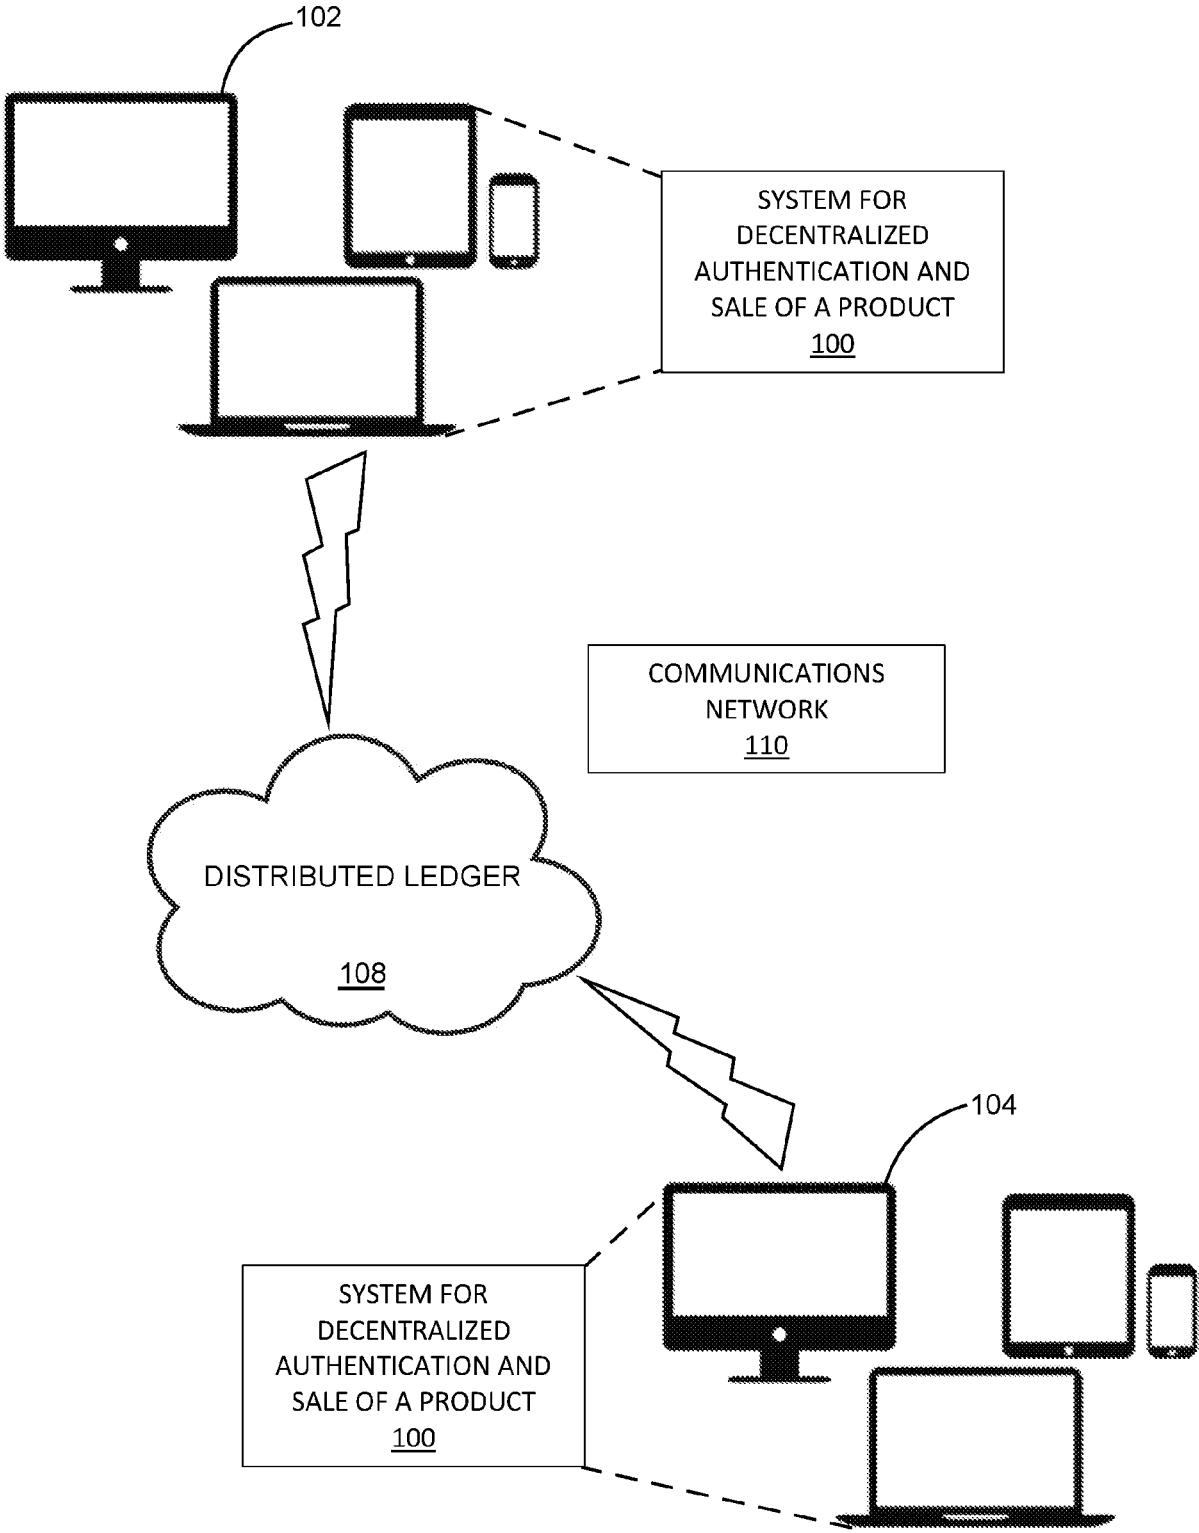 102
SYSTEM FOR
DECENTRALIZED
AUTHENTICATION AND
SALE OF A PRODUCT
100
COMMUNICATIONS
NETWORK
110
DISTRIBUTED LEDGER
108
104
SYSTEM FOR
DECENTRALIZED
AUTHENTICATION AND
SALE OF A PRODUCT
100